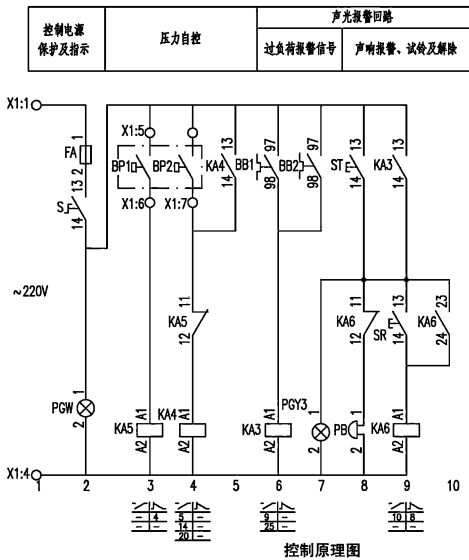 控制电源
保护及指示
压力自控
声光报警回路
过负荷报警信号
声响报警、试铃及解除
X1:1
FA
1
2
S
13
14
~220V
PGW
1
2
X1:4
X1:5
BP1
X1:6
BP2
X1:7
KA4
13
14
BB1
97
98
BB2
97
98
ST
E
13
14
KA3
13
14
KA5
11
12
KA6
11
12
SR
E
13
14
KA6
23
24
KA5
A1
A2
KA4
A1
A2
KA3
A1
A2
PGY3
1
2
PB
1
2
KA6
A1
A2
1 2 3 4 5 6 7 8 9 10
- 4
- -
- -
5 -
14 -
20 -
9 -
25 -
10 8
- -
控制原理图